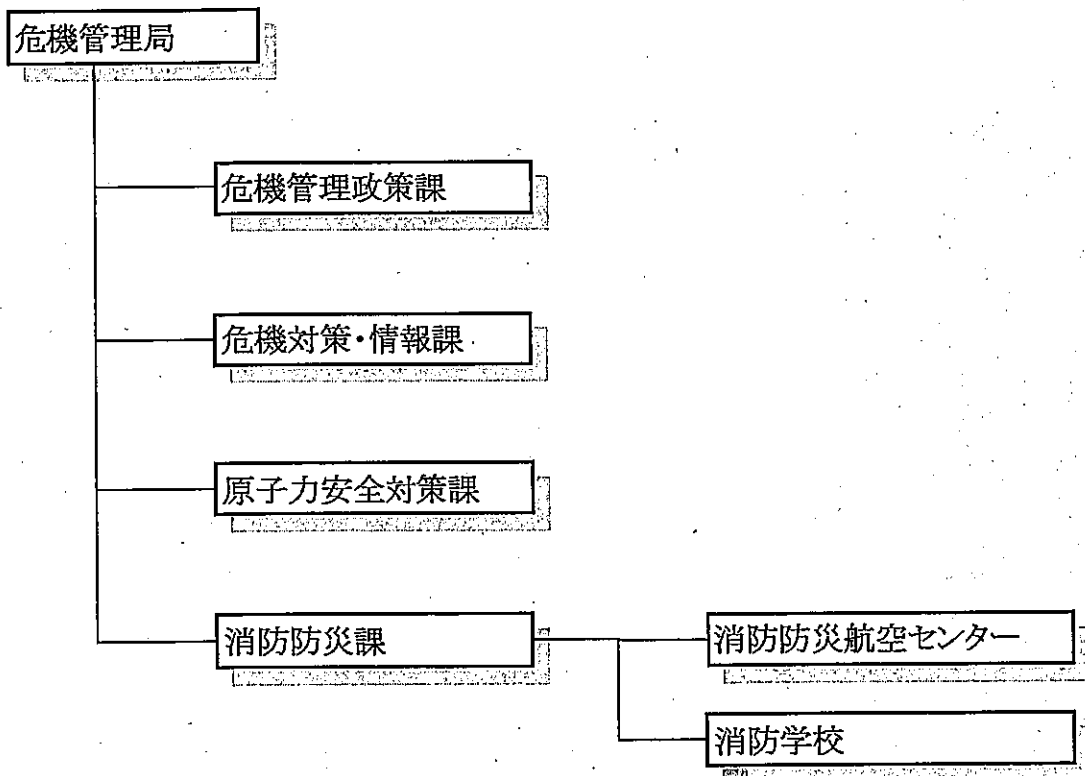 危機管理局
危機管理政策課
危機対策・情報課
原子力安全対策課
消防防災課
消防防災航空センター
消防学校